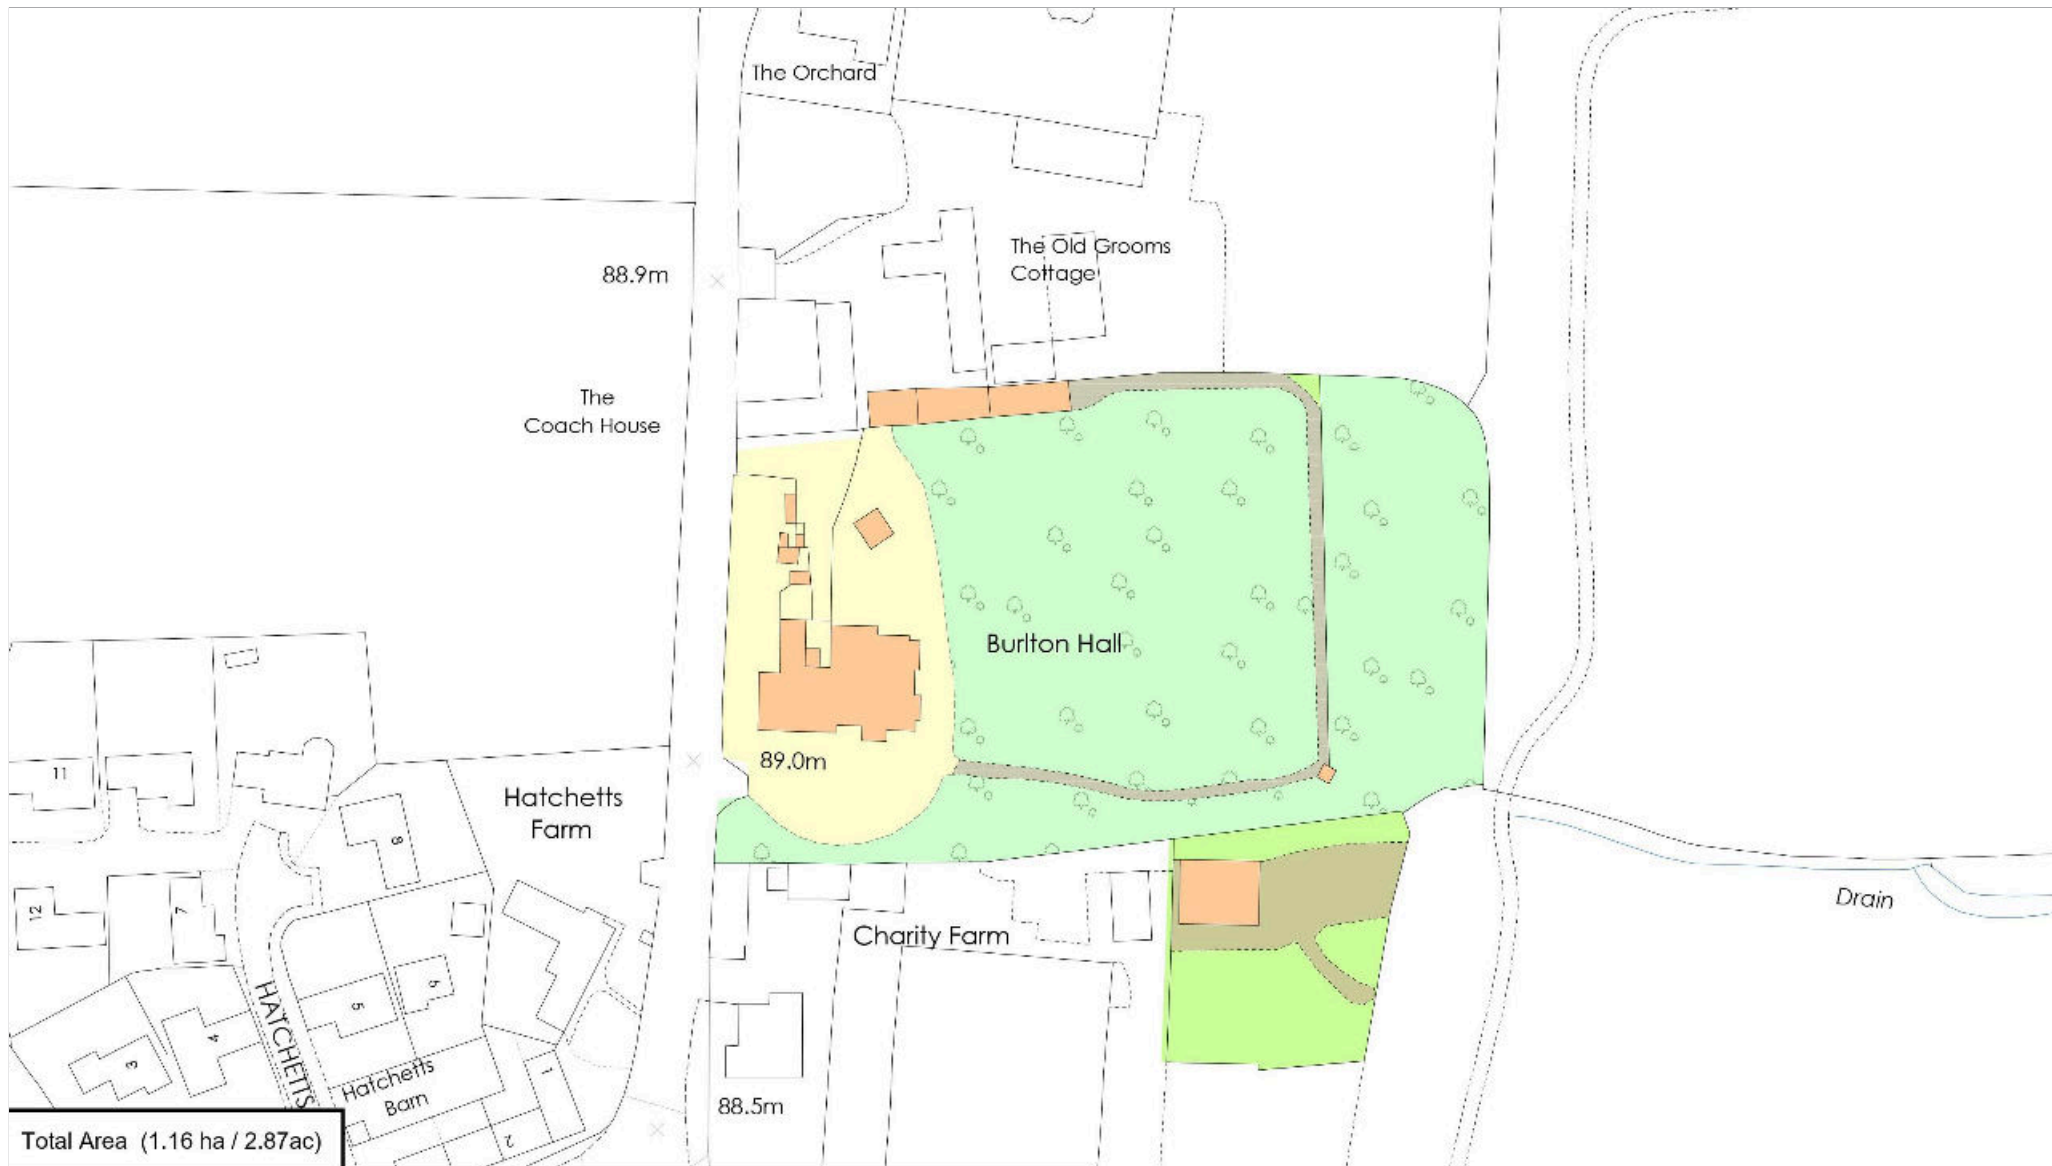 The Orchard
The Old Grooms
Cottage
88.9m
The
Coach House
Burlton Hall
89.0m
11
Hatchetts
Farm
8
12
7
Drain
Charity Farm
6
5
4
3
HATCHETTS
Hatchetts
Barn
1
2
88.5m
Total Area (1.16 ha / 2.87ac)